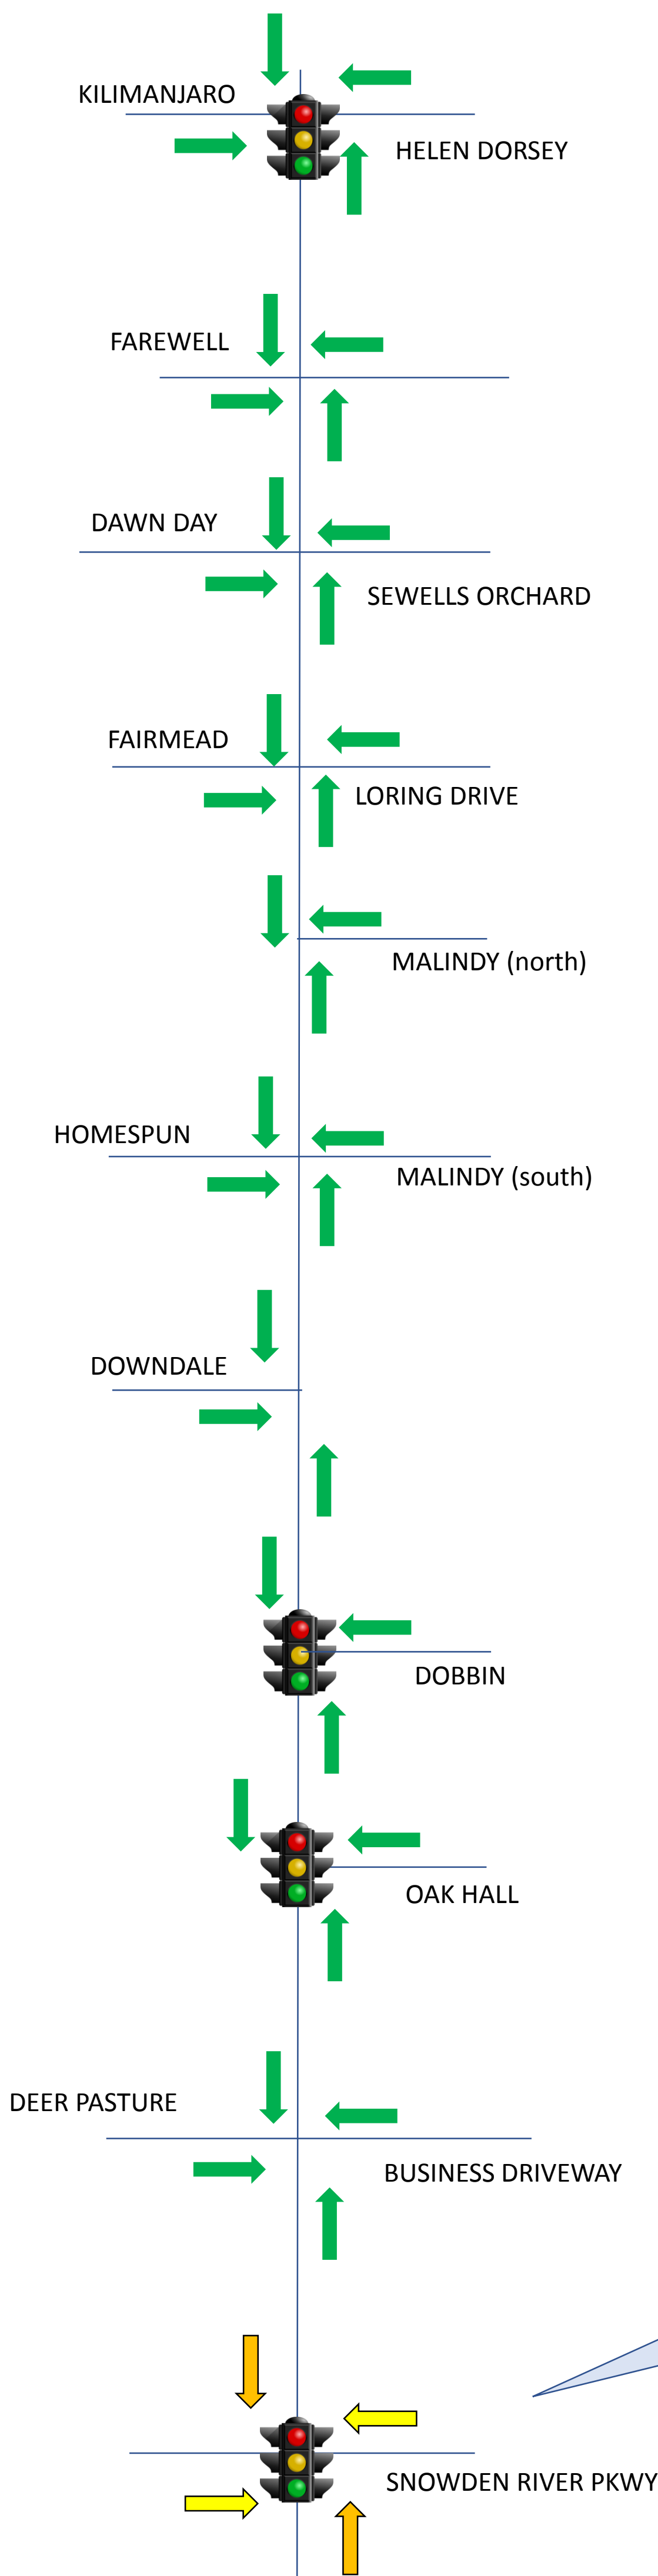 KILIMANJARO
HELEN DORSEY
FAREWELL
DAWN DAY
SEWELLS ORCHARD
FAIRMEAD
LORING DRIVE
MALINDY (north)
HOMESPUN
MALINDY (south)
DOWNDALE
DOBBIN
OAK HALL
DEER PASTURE
BUSINESS DRIVEWAY
SNOWDEN RIVER PKWY